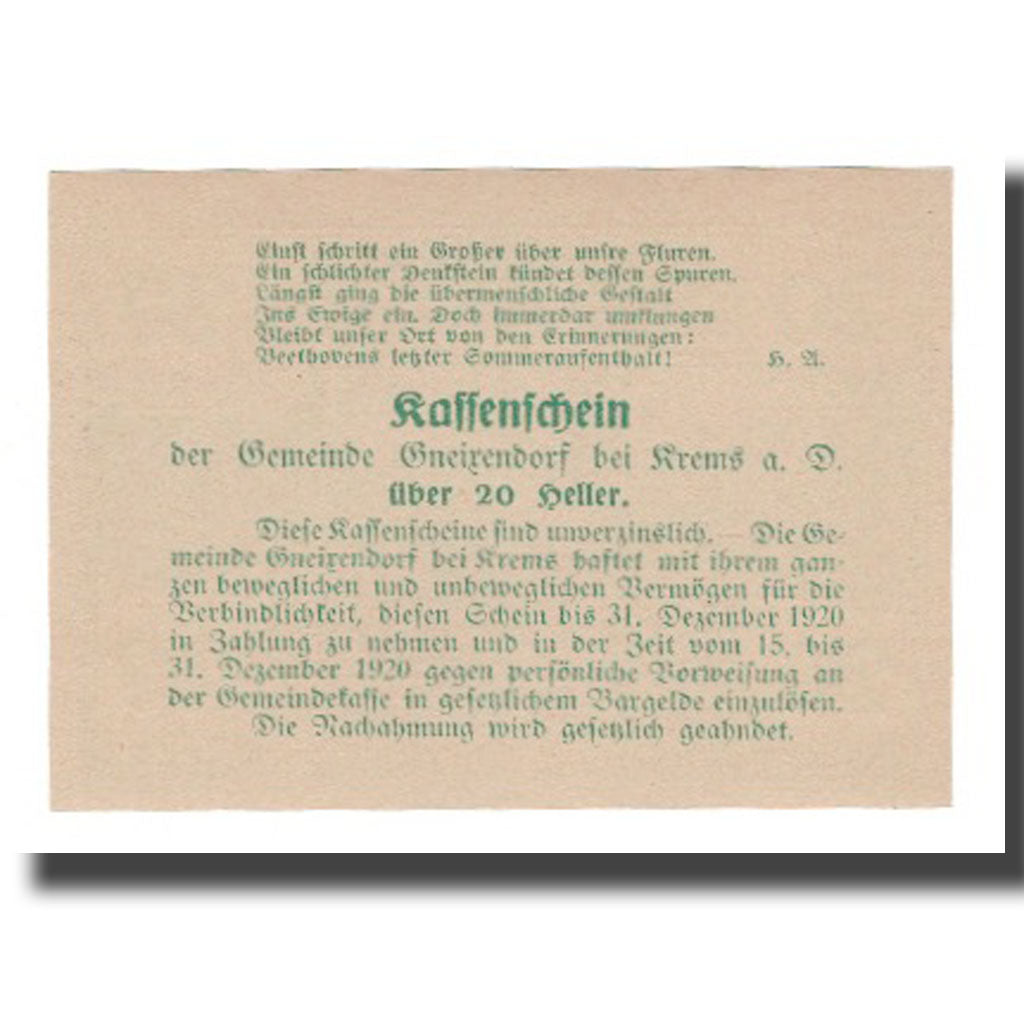 Einst schritt ein Großer über unsre Fluren.
Ein schlichter Denkstein kündet dessen Spuren.
Längst ging die übermenschliche Gestalt
Ins Ewige ein. Doch immerdar umklungen
Bleibt unser Ort von den Erinnerungen:
Beethovens letzter Sommeraufenthalt! H. A.
Kassenschein
der Gemeinde Gneixendorf bei Krems a. D.
über 20 Heller.
Diese Kassenscheine sind unverzinslich. — Die Ge-
meinde Gneixendorf bei Krems haftet mit ihrem gan-
zen beweglichen und unbeweglichen Vermögen für die
Verbindlichkeit, diesen Schein bis 31. Dezember 1920
in Zahlung zu nehmen und in der Zeit vom 15. bis
31. Dezember 1920 gegen persönliche Vorweisung an
der Gemeindekasse in gesetzlichem Bargelde einzulösen.
Die Nachahmung wird gesetzlich geahndet.